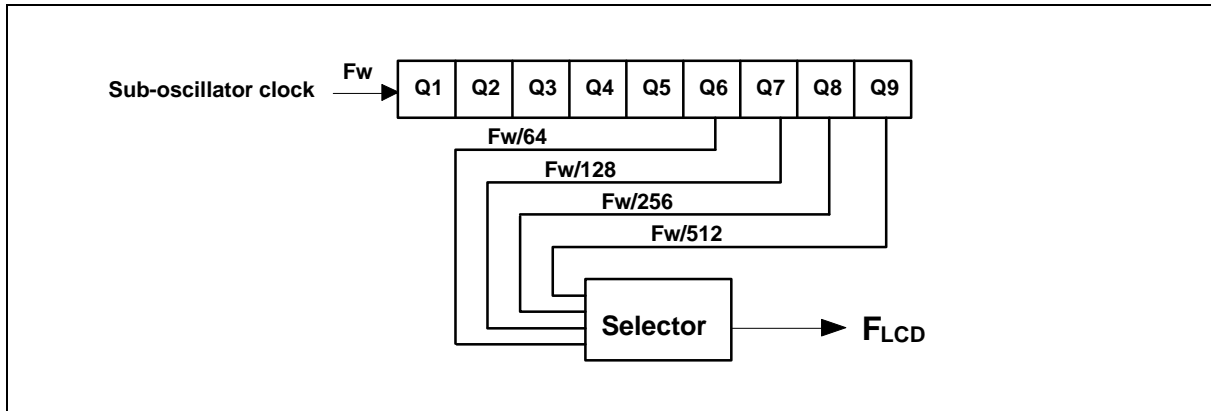 Sub-oscillator clock Fw Q1 Q2 Q3 Q4 Q5 Q6 Q7 Q8 Q9
Fw/64
Fw/128
Fw/256
Fw/512
Selector FLCD